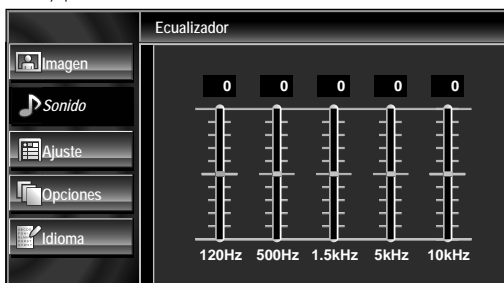 Ecualizador
Imagen
Sonido
Ajuste
Opciones
Idioma
0 0 0 0 0
120Hz 500Hz 1.5kHz 5kHz 10kHz